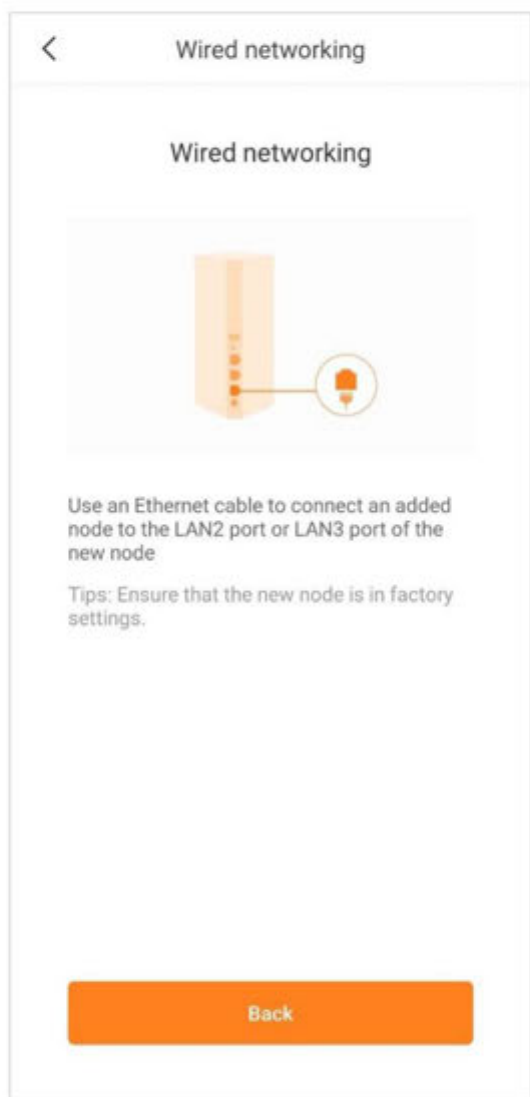 Wired networking
Wired networking
Use an Ethernet cable to connect an added
node to the LAN2 port or LAN3 port of the
new node
Tips: Ensure that the new node is in factory
settings.
Back